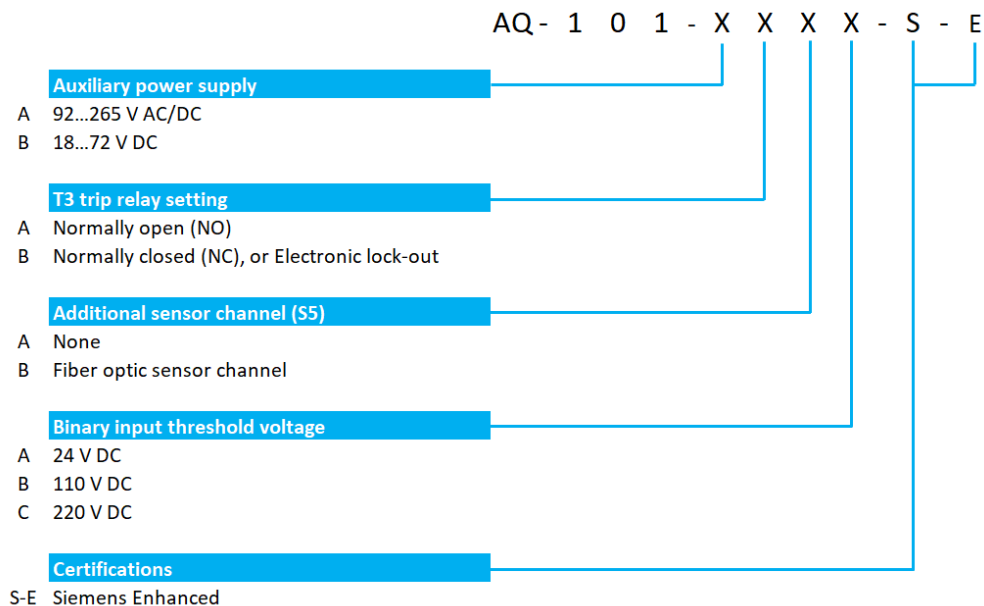 AQ - 1 0 1 - X X X X - S - E
Auxiliary power supply
A 92...265 V AC/DC
B 18...72 V DC
T3 trip relay setting
A Normally open (NO)
B Normally closed (NC), or Electronic lock-out
Additional sensor channel (S5)
A None
B Fiber optic sensor channel
Binary input threshold voltage
A 24 V DC
B 110 V DC
C 220 V DC
Certifications
S-E Siemens Enhanced